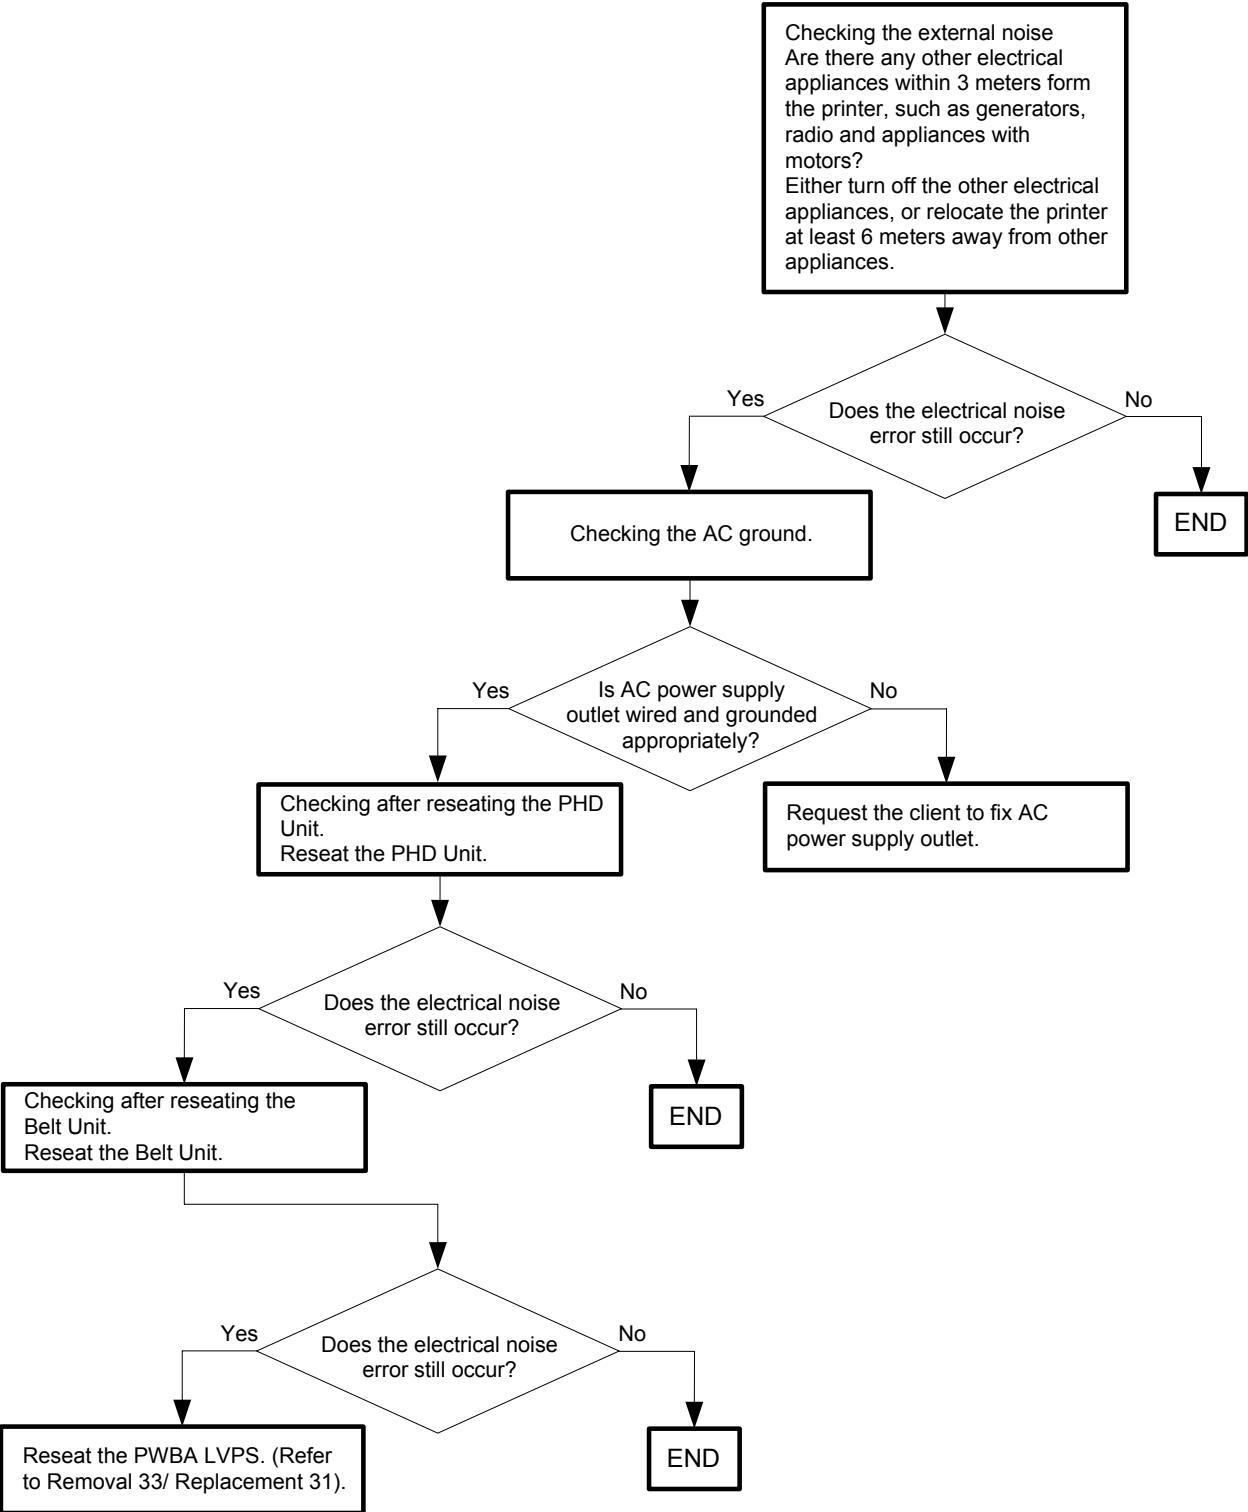 Checking the external noise
Are there any other electrical
appliances within 3 meters form
the printer, such as generators,
radio and appliances with
motors?
Either turn off the other electrical
appliances, or relocate the printer
at least 6 meters away from other
appliances.
Yes
Does the electrical noise
error still occur?
No
END
Checking the AC ground.
Yes
Is AC power supply
outlet wired and grounded
appropriately?
No
Checking after reseating the PHD
Unit.
Reseat the PHD Unit.
Request the client to fix AC
power supply outlet.
Yes
Does the electrical noise
error still occur?
No
Checking after reseating the
Belt Unit.
Reseat the Belt Unit.
END
Yes
Does the electrical noise
error still occur?
No
Reseat the PWBA LVPS. (Refer
to Removal 33/ Replacement 31).
END